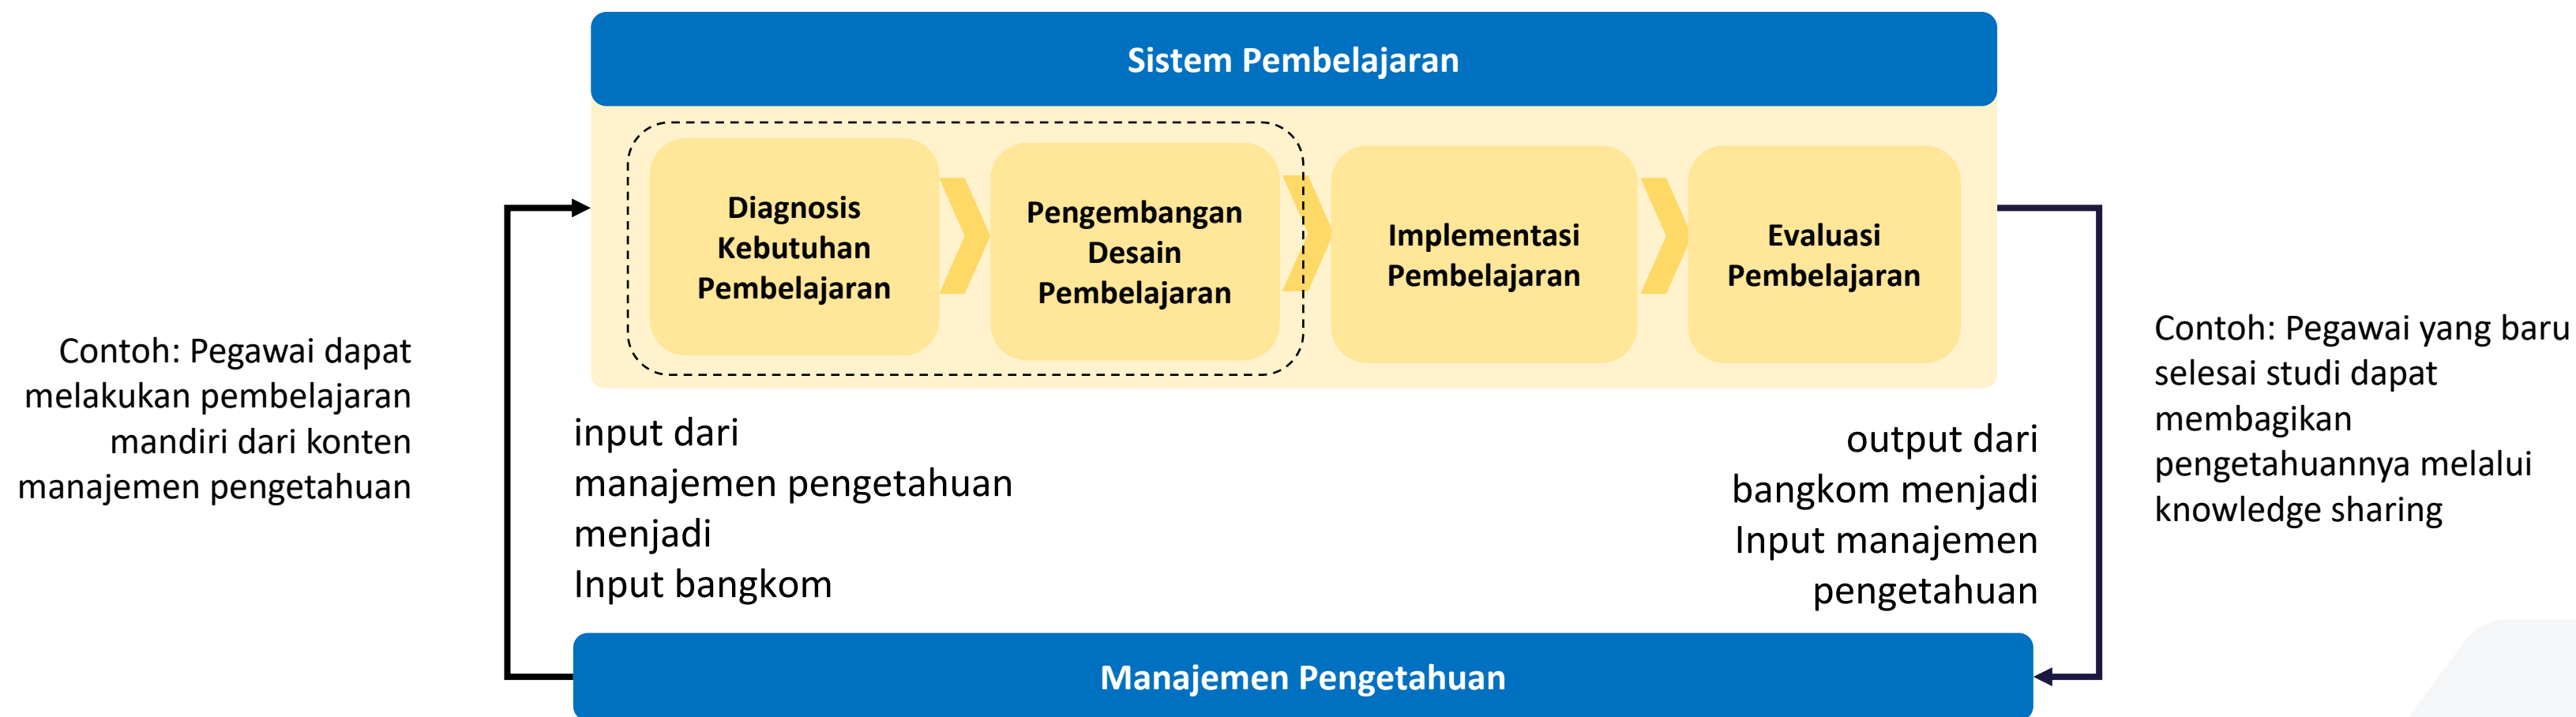 Sistem Pembelajaran
Diagnosis
Kebutuhan
Pembelajaran
Pengembangan
Desain
Pembelajaran
Implementasi
Pembelajaran
Evaluasi
Pembelajaran
Contoh: Pegawai dapat
melakukan pembelajaran
mandiri dari konten
manajemen pengetahuan
input dari
manajemen pengetahuan
menjadi
Input bangkom
output dari
bangkom menjadi
Input manajemen
pengetahuan
Contoh: Pegawai yang baru
selesai studi dapat
membagikan
pengetahuannya melalui
knowledge sharing
Manajemen Pengetahuan